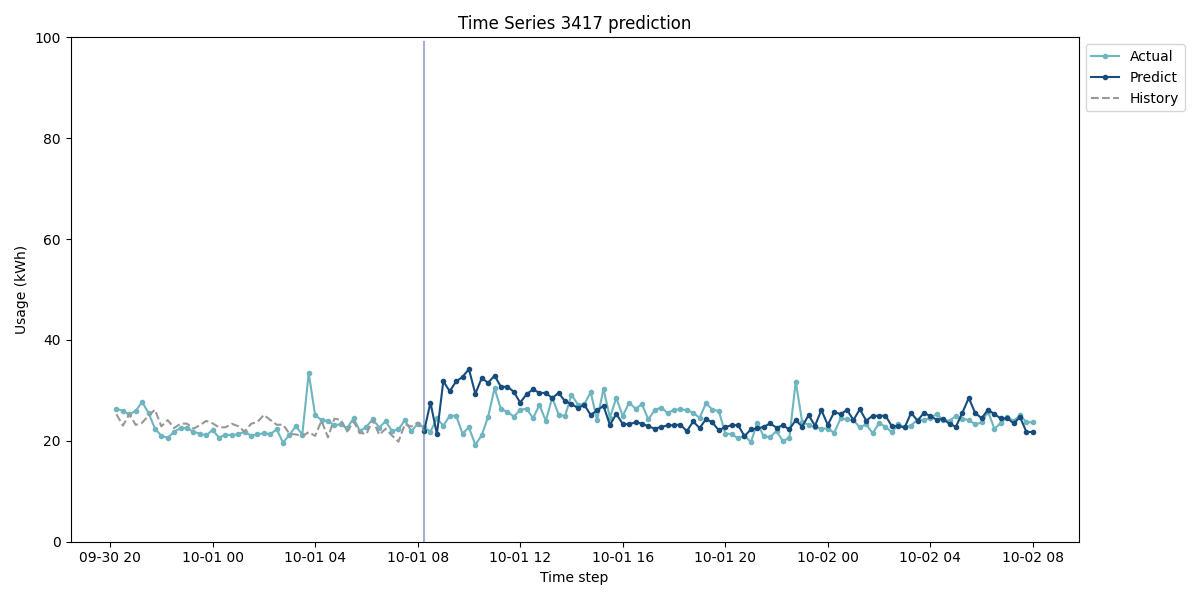 Time Series 3417 prediction
100
80
60
40
20
0
Usage (kWh)
09-30 20
10-01 00
10-01 04
10-01 08
10-01 12
10-01 16
10-01 20
10-02 00
10-02 04
10-02 08
Time step
Actual
Predict
History